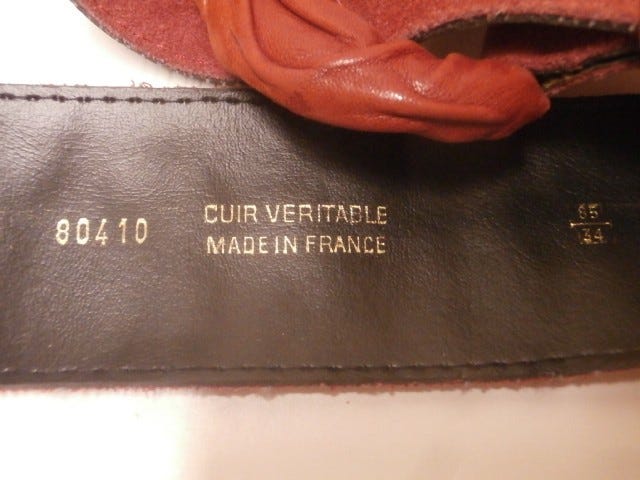 80410
CUIR VERITABLE
MADE IN FRANCE
85
34